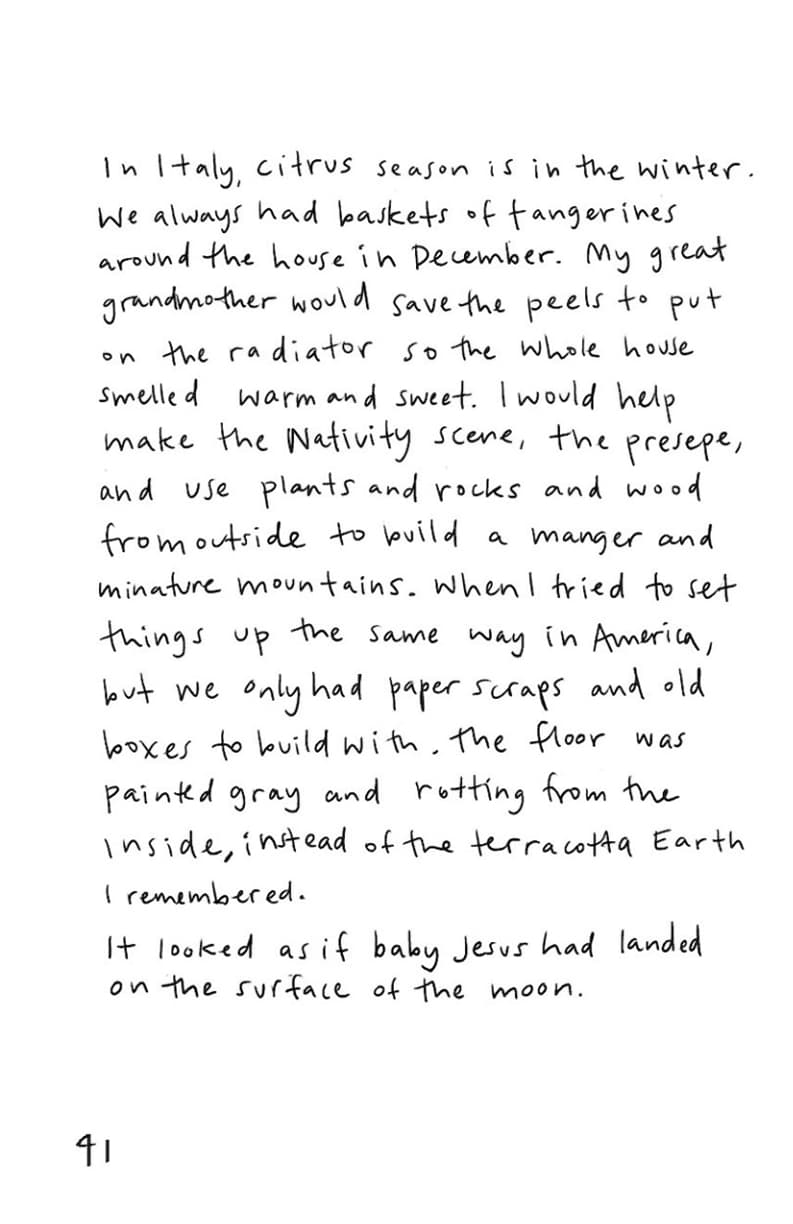 In Italy, citrus season is in the winter.
We always had baskets of tangerines
around the house in December. My great
grandmother would save the peels to put
on the radiator so the whole house
smelled warm and sweet. I would help
make the Nativity scene, the presepe,
and use plants and rocks and wood
from outside to build a manger and
minature mountains. When I tried to set
things up the same way in America,
but we only had paper scraps and old
boxes to build with. The floor was
painted gray and rotting from the
inside, instead of the terracotta Earth
I remembered.
It looked as if baby Jesus had landed
on the surface of the moon.
41